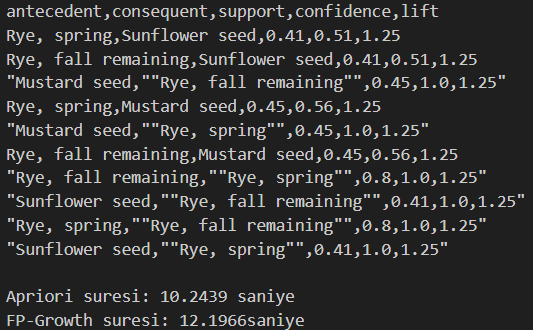 antecedent,consequent,support,confidence,lift
Rye, spring,Sunflower seed,0.41,0.51,1.25
Rye, fall remaining,Sunflower seed,0.41,0.51,1.25
"Mustard seed,""Rye, fall remaining"",0.45,1.0,1.25"
Rye, spring,Mustard seed,0.45,0.56,1.25
"Mustard seed,""Rye, spring"",0.45,1.0,1.25"
Rye, fall remaining,Mustard seed,0.45,0.56,1.25
"Rye, fall remaining,""Rye, spring"",0.8,1.0,1.25"
"Sunflower seed,""Rye, fall remaining"",0.41,1.0,1.25"
"Rye, spring,""Rye, fall remaining"",0.8,1.0,1.25"
"Sunflower seed,""Rye, spring"",0.41,1.0,1.25"
Apriori suresi: 10.2439 saniye
FP-Growth suresi: 12.1966saniye